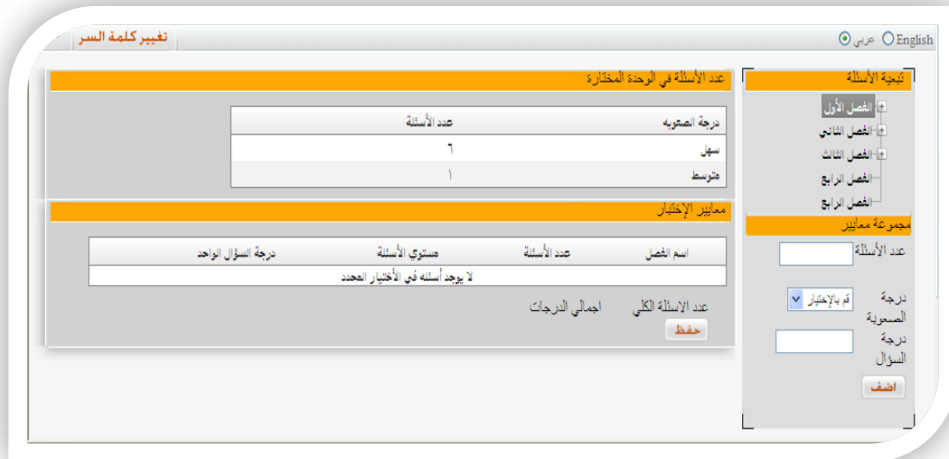 English عربي تغيير كلمة السر
تبعية الأسئلة
الفصل الأول
الفصل الثاني
الفصل الثالث
الفصل الرابع
الفصل الرابع
مجموعة معايير
عدد الأسئلة
درجة الصعوبة قم بالإختيار
درجة السؤال
اضف
عدد الأسئلة في الوحدة المختارة
درجة الصعوبه عدد الأسئلة
سهل ٦
متوسط ١
معايير الإختبار
اسم الفصل عدد الأسئلة مستوي الأسئلة درجة السؤال الواحد
لا يوجد أسئله في الأختيار المحدد
عدد الاسئلة الكلي اجمالي الدرجات
حفظ